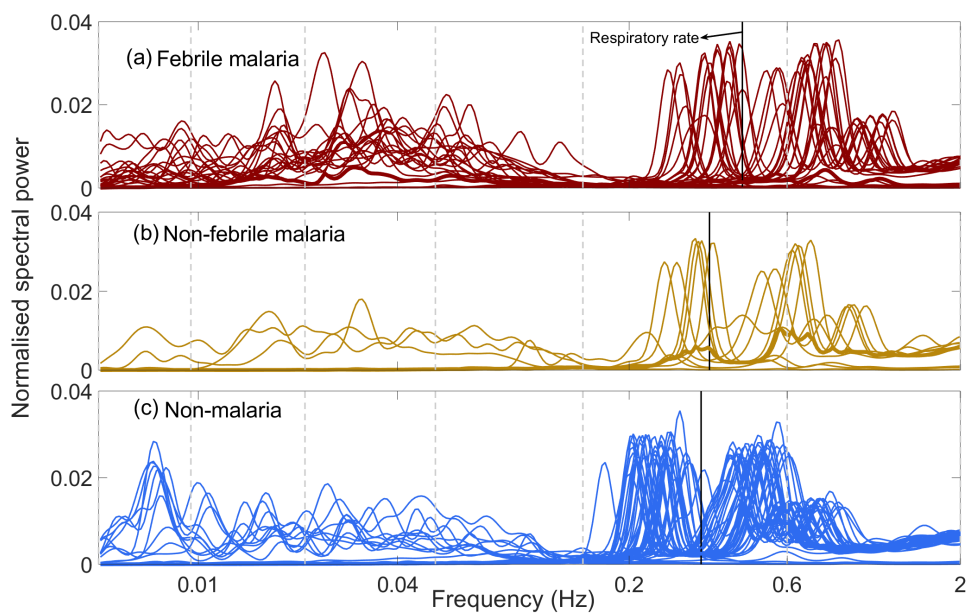 0.04
Respiratory rate
(a) Febrile malaria
0.02
0
0.04
(b) Non-febrile malaria
0.02
0
0.04
(c) Non-malaria
0.02
0
0.01
0.04
0.2
0.6
2
Frequency (Hz)
Normalised spectral power